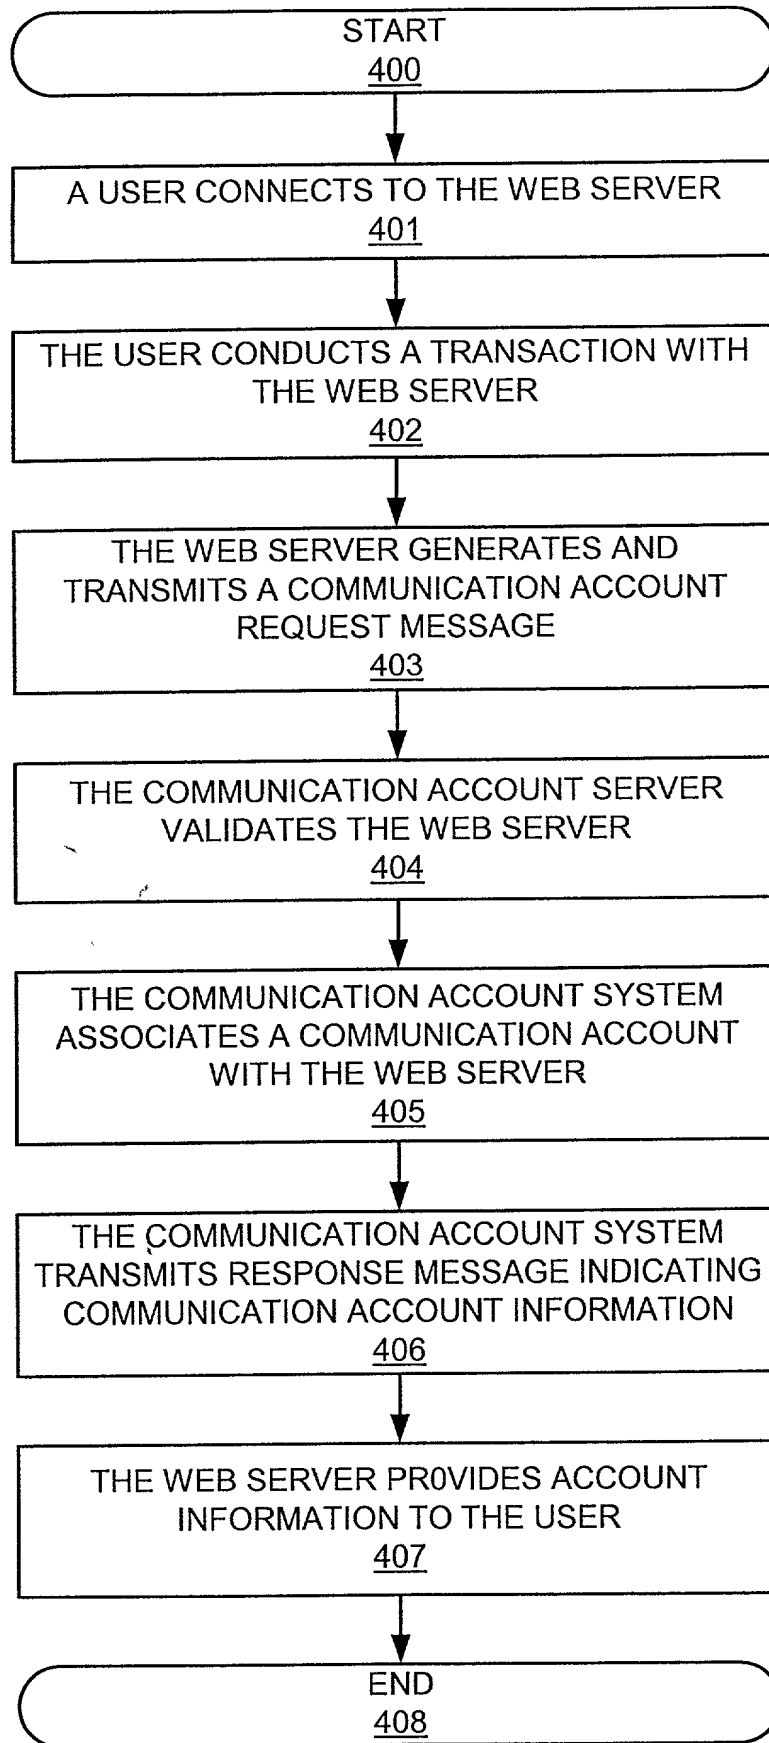 START
400
A USER CONNECTS TO THE WEB SERVER
401
THE USER CONDUCTS A TRANSACTION WITH
THE WEB SERVER
402
THE WEB SERVER GENERATES AND
TRANSMITS A COMMUNICATION ACCOUNT
REQUEST MESSAGE
403
THE COMMUNICATION ACCOUNT SERVER
VALIDATES THE WEB SERVER
404
THE COMMUNICATION ACCOUNT SYSTEM
ASSOCIATES A COMMUNICATION ACCOUNT
WITH THE WEB SERVER
405
THE COMMUNICATION ACCOUNT SYSTEM
TRANSMITS RESPONSE MESSAGE INDICATING
COMMUNICATION ACCOUNT INFORMATION
406
THE WEB SERVER PR0VIDES ACCOUNT
INFORMATION TO THE USER
407
END
408